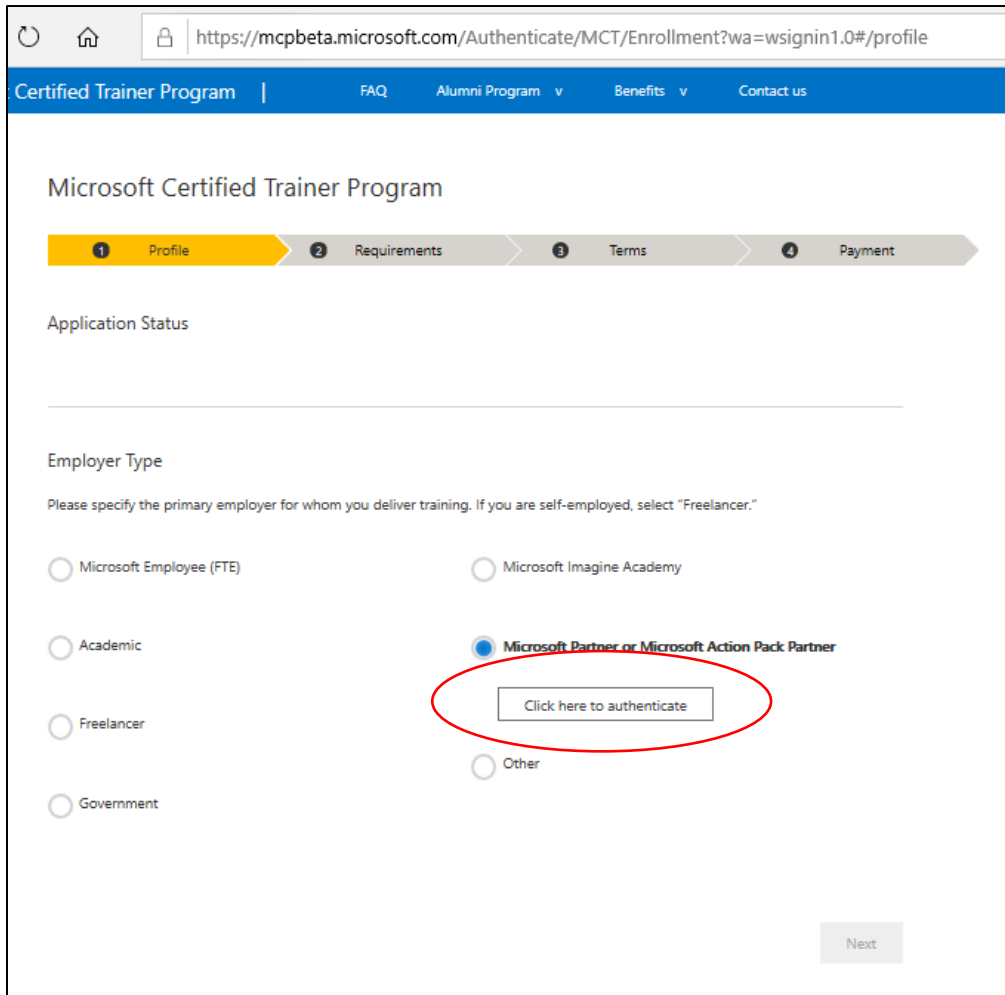 https://mcpbeta.microsoft.com/Authenticate/MCT/Enrollment?wa=wsignin1.0#/profile
Certified Trainer Program | FAQ Alumni Program v Benefits v Contact us
Microsoft Certified Trainer Program
1 Profile 2 Requirements 3 Terms 4 Payment
Application Status
Employer Type
Please specify the primary employer for whom you deliver training. If you are self-employed, select "Freelancer."
Microsoft Employee (FTE) Microsoft Imagine Academy
Academic Microsoft Partner or Microsoft Action Pack Partner
Click here to authenticate
Freelancer
Other
Government
Next